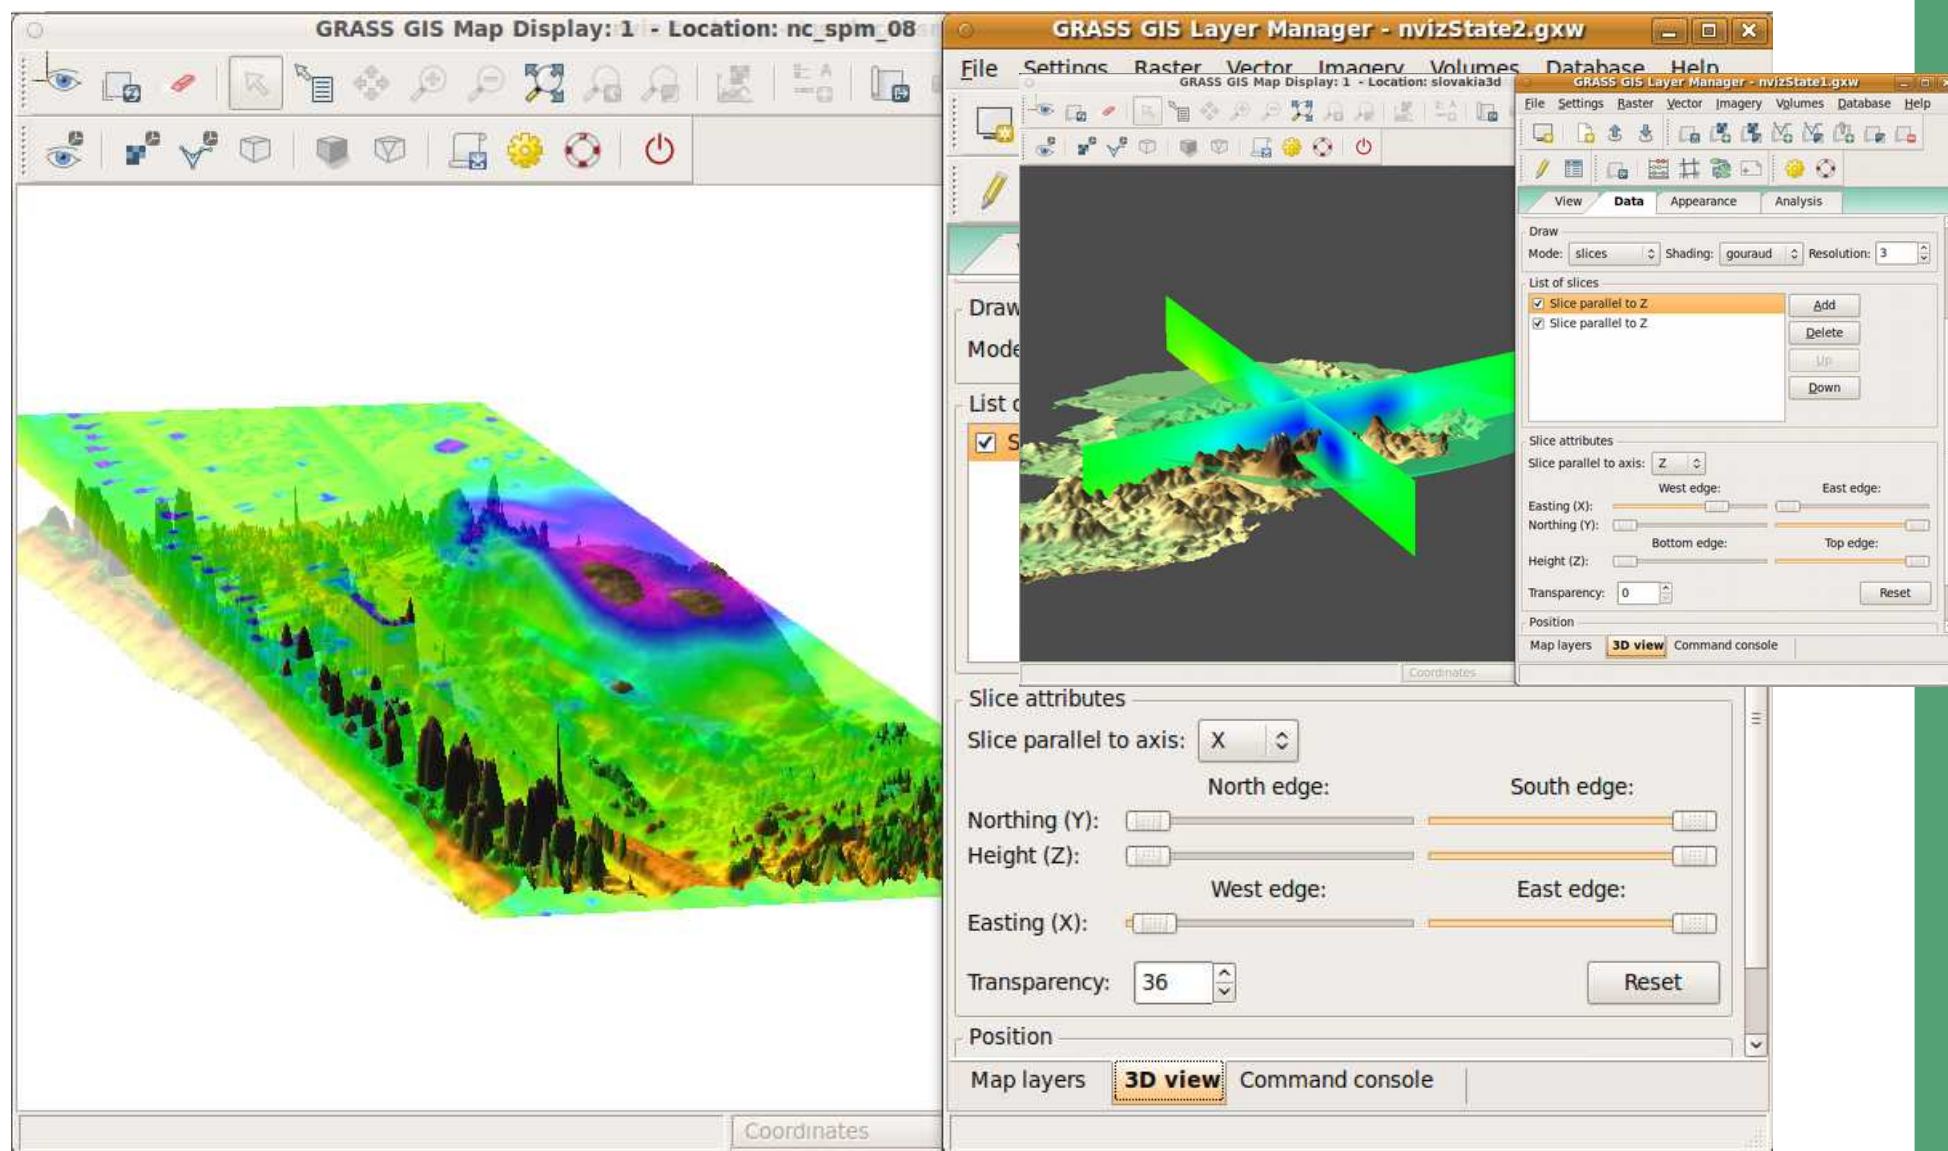 GRASS GIS Map Display: 1 - Location: nc_spm_08
GRASS GIS Layer Manager - nvizState2.gxw
File Settings Raster Vector Imagery Volumes Database Help
Draw
Mode
List
S
Slice attributes
Slice parallel to axis: X
North edge: South edge:
Northing (Y):
Height (Z):
West edge: East edge:
Easting (X):
Transparency: 36 Reset
Position
Map layers 3D view Command console
Coordinates
GRASS GIS Map Display: 1 - Location: slovakia3d
Coordinates
GRASS GIS Layer Manager - nvizState1.gxw
File Settings Raster Vector Imagery Volumes Database Help
View Data Appearance Analysis
Draw
Mode: slices Shading: gouraud Resolution: 3
List of slices
Slice parallel to Z Add
Slice parallel to Z
Delete
Up
Down
Slice attributes
Slice parallel to axis: Z
West edge: East edge:
Easting (X):
Northing (Y):
Bottom edge: Top edge:
Height (Z):
Transparency: 0 Reset
Position
Map layers 3D view Command console